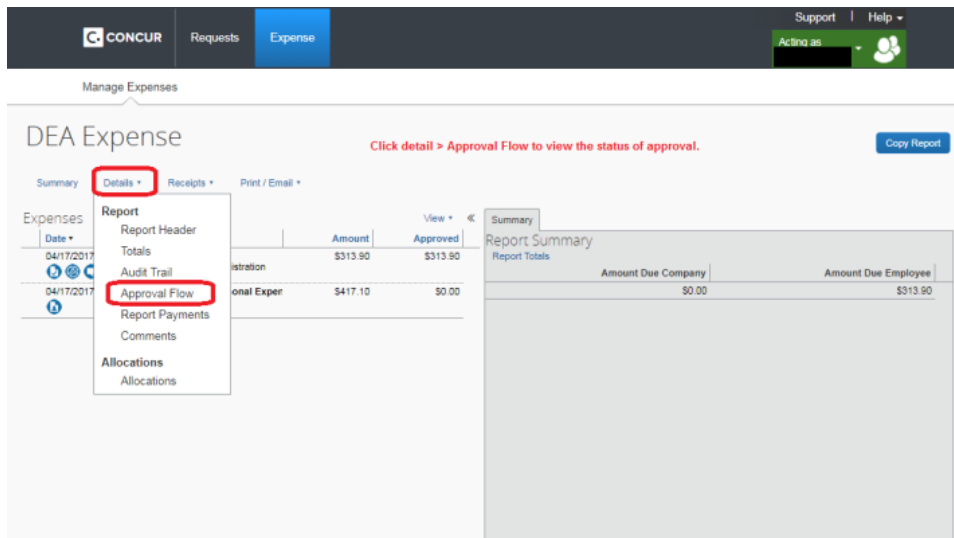 Support | Help
C. CONCUR Requests Expense
Acting as
Manage Expenses
DEA Expense
Click detail > Approval Flow to view the status of approval.
Copy Report
Summary Details Receipts Print / Email
Expenses View
Date Amount Approved
04/17/2017 istration $313.90 $313.90
04/17/2017 onal Exper $417.10 $0.00
Report
Report Header
Totals
Audit Trail
Approval Flow
Report Payments
Comments
Allocations
Allocations
Summary
Report Summary
Report Totals
Amount Due Company Amount Due Employee
$0.00 $313.90